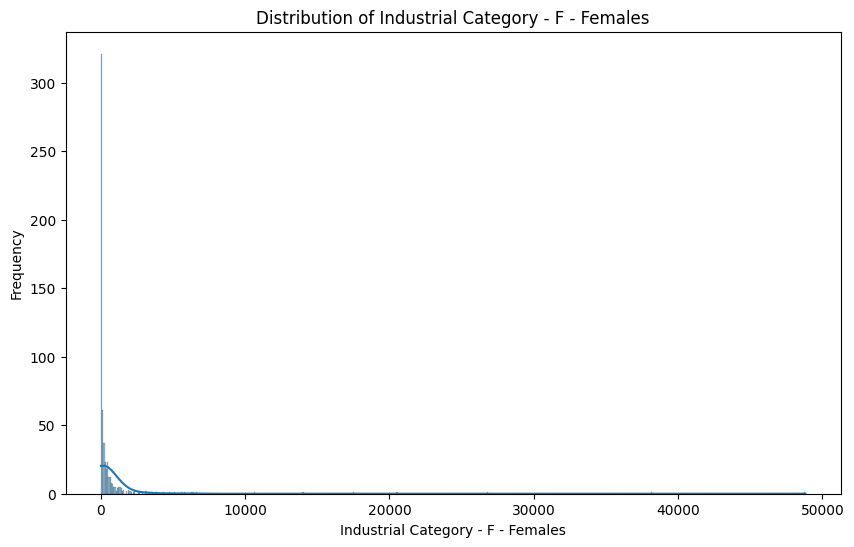 Distribution of Industrial Category - F - Females
Frequency
300
250
200
150
100
50
0
0 10000 20000 30000 40000 50000
Industrial Category - F - Females